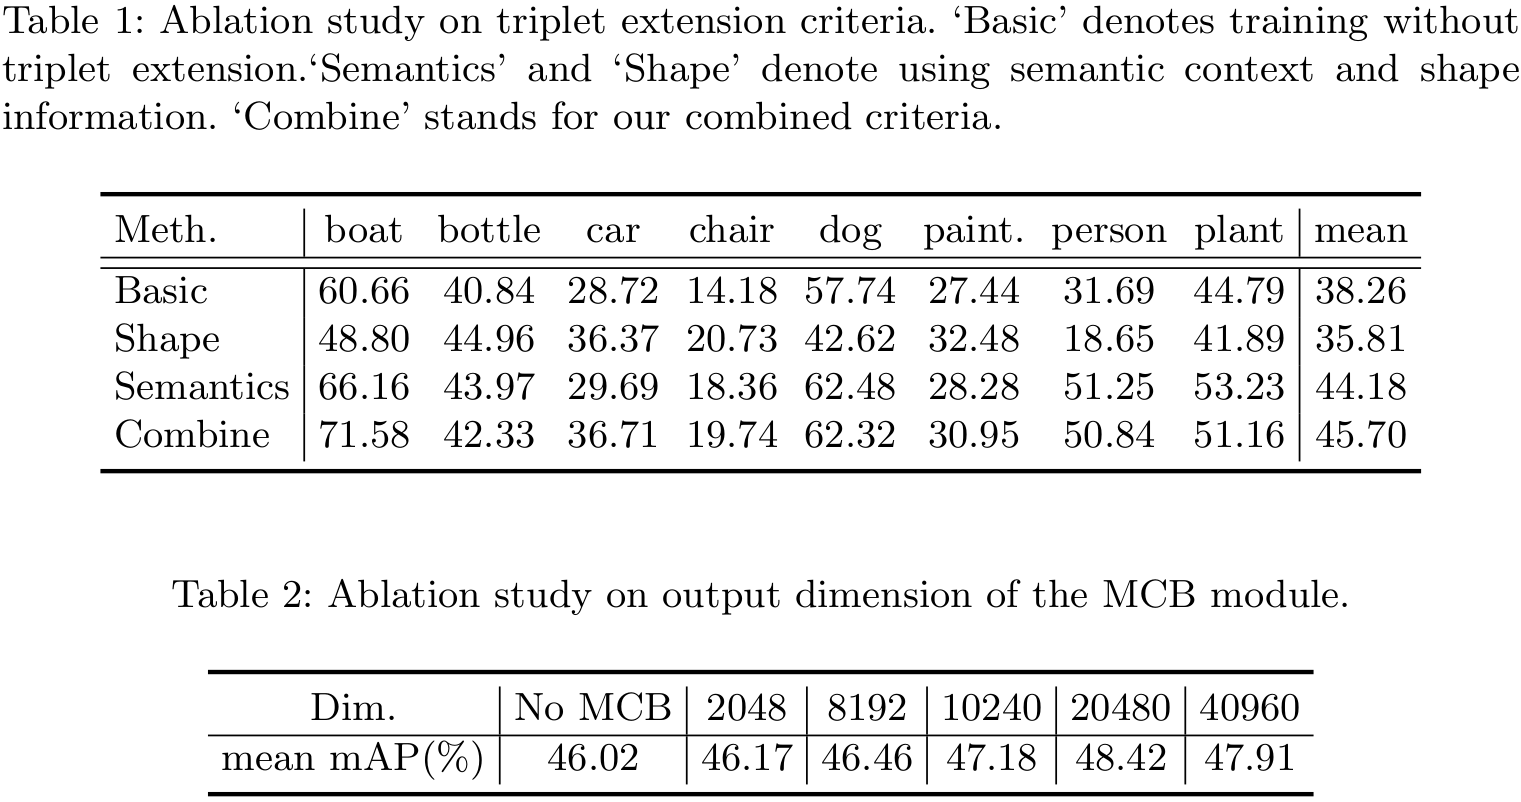 Table 1: Ablation study on triplet extension criteria. ‘Basic’ denotes training without
triplet extension.‘Semantics’ and ‘Shape’ denote using semantic context and shape
information. ‘Combine’ stands for our combined criteria.
Meth. boat bottle car chair dog paint. person plant mean
Basic 60.66 40.84 28.72 14.18 57.74 27.44 31.69 44.79 38.26
Shape 48.80 44.96 36.37 20.73 42.62 32.48 18.65 41.89 35.81
Semantics 66.16 43.97 29.69 18.36 62.48 28.28 51.25 53.23 44.18
Combine 71.58 42.33 36.71 19.74 62.32 30.95 50.84 51.16 45.70
Table 2: Ablation study on output dimension of the MCB module.
Dim. No MCB 2048 8192 10240 20480 40960
mean mAP(%) 46.02 46.17 46.46 47.18 48.42 47.91